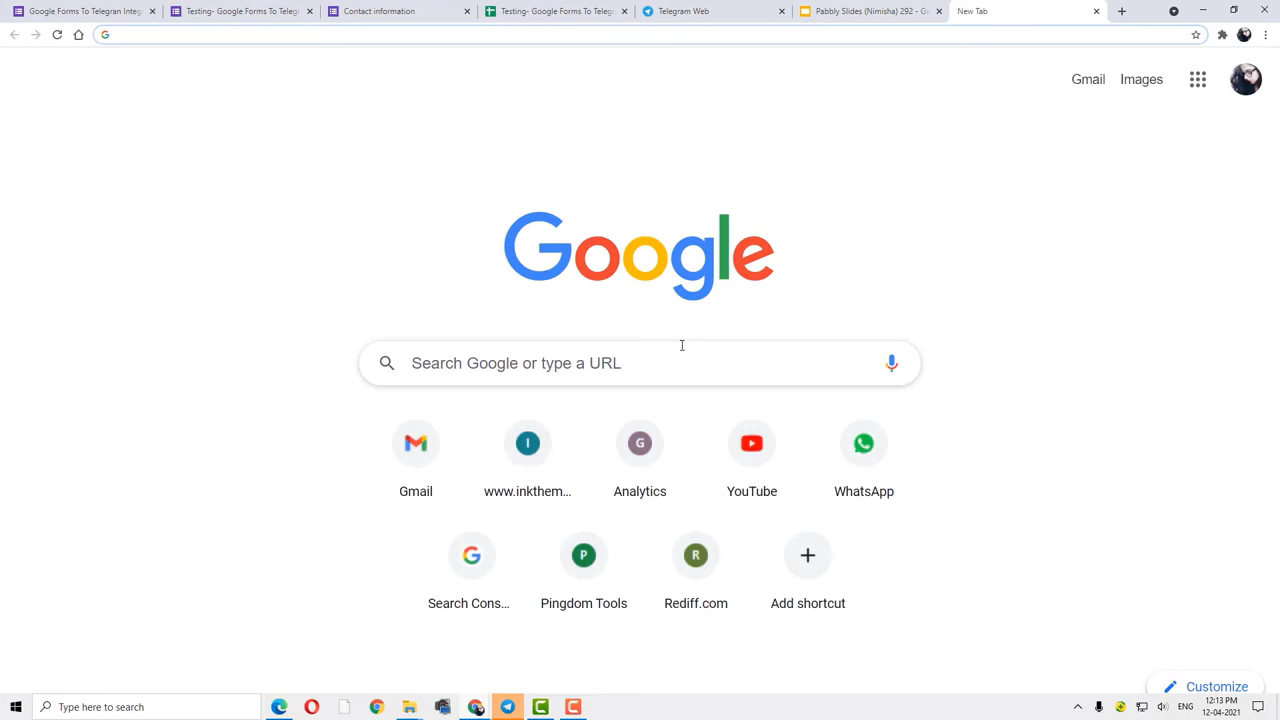 Google Forms To Telegran Integ
Testing- Google Forms To Teleg
Contact information
Testing- Google Forms To Teleg
Telegram Web
Pabbly Slides (Nimisha) 292 - Go
New Tab
Gmail
Images
Google
Search Google or type a URL
I
G
Gmail
www.inkthem...
Analytics
YouTube
WhatsApp
P
R
Search Cons...
Pingdom Tools
Rediff.com
Add shortcut
Customize
Type here to search
ENG
12:13 PM
12-04-2021